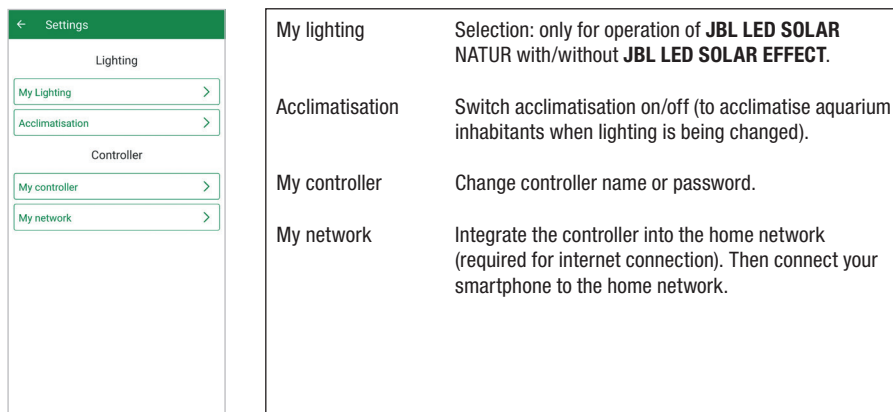 ← Settings
Lighting
My Lighting >
Acclimatisation >
Controller
My controller >
My network >
My lighting Selection: only for operation of JBL LED SOLAR
NATUR with/without JBL LED SOLAR EFFECT.
Acclimatisation Switch acclimatisation on/off (to acclimatise aquarium
inhabitants when lighting is being changed).
My controller Change controller name or password.
My network Integrate the controller into the home network
(required for internet connection). Then connect your
smartphone to the home network.